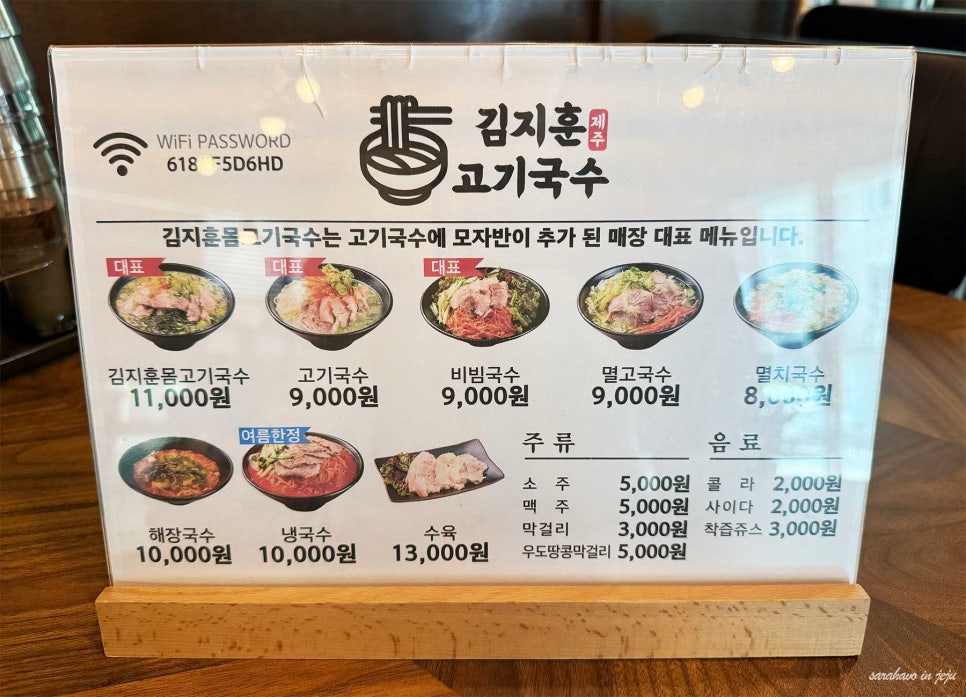 WiFi PASSWORD
김지훈 제주
고기국수
김지훈몸고기국수는 고기국수에 모자반이 추가 된 매장 대표 메뉴입니다.
대표 대표 대표
김지훈몸고기국수 고기국수 비빔국수 멸고국수 멸치국수
11,000원 9,000원 9,000원 9,000원
여름한정
해장국수 냉국수 수육
10,000원 10,000원 13,000원
주류
소주 5,000원
맥주 5,000원
막걸리 3,000원
우도땅콩막걸리 5,000원
음료
콜라 2,000원
사이다 2,000원
착즙쥬스 3,000원
sarahavo in jeju